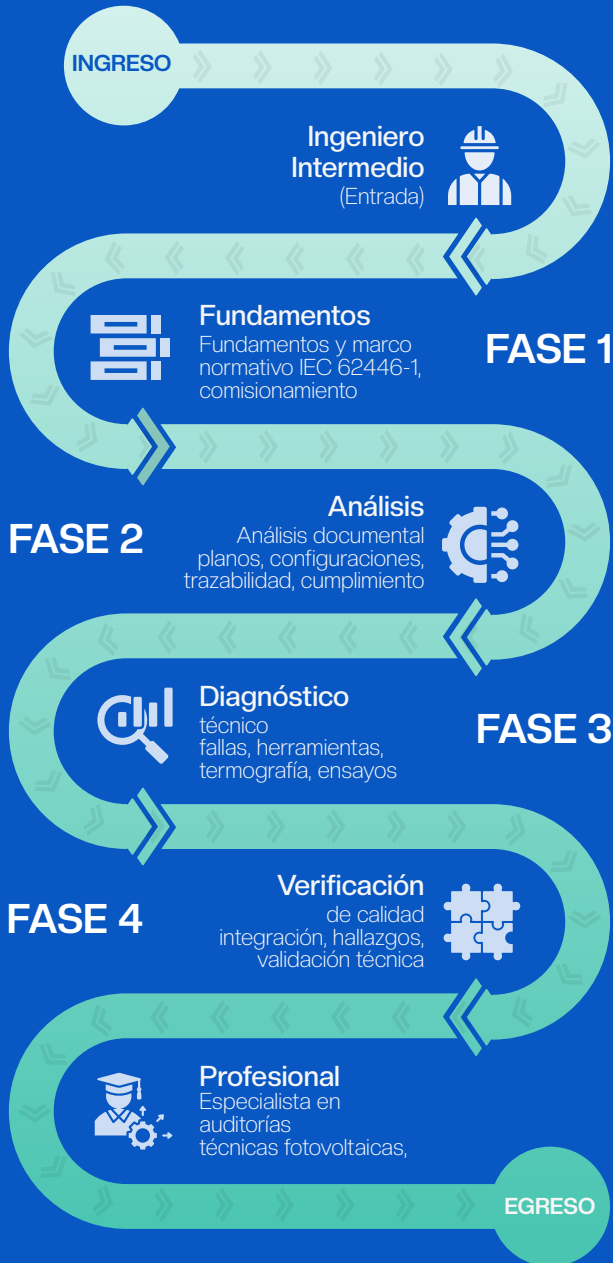 INGRESO
Ingeniero
Intermedio
(Entrada)
Fundamentos
Fundamentos y marco
normativo IEC 62446-1,
comisionamiento
FASE 1
Análisis
Análisis documental
planos, configuraciones,
trazabilidad, cumplimiento
FASE 2
Diagnóstico
técnico
fallas, herramientas,
termografía, ensayos
FASE 3
Verificación
de calidad
integración, hallazgos,
validación técnica
FASE 4
Profesional
Especialista en
auditorías
técnicas fotovoltaicas,
EGRESO